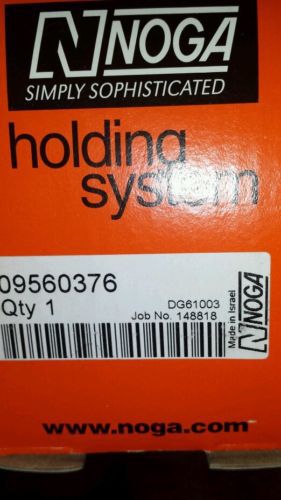 NOGA
SIMPLY SOPHISTICATED
holding
system
09560376
Qty 1
DG61003
Job No. 148818
Made in Israel
NOGA
www.noga.com